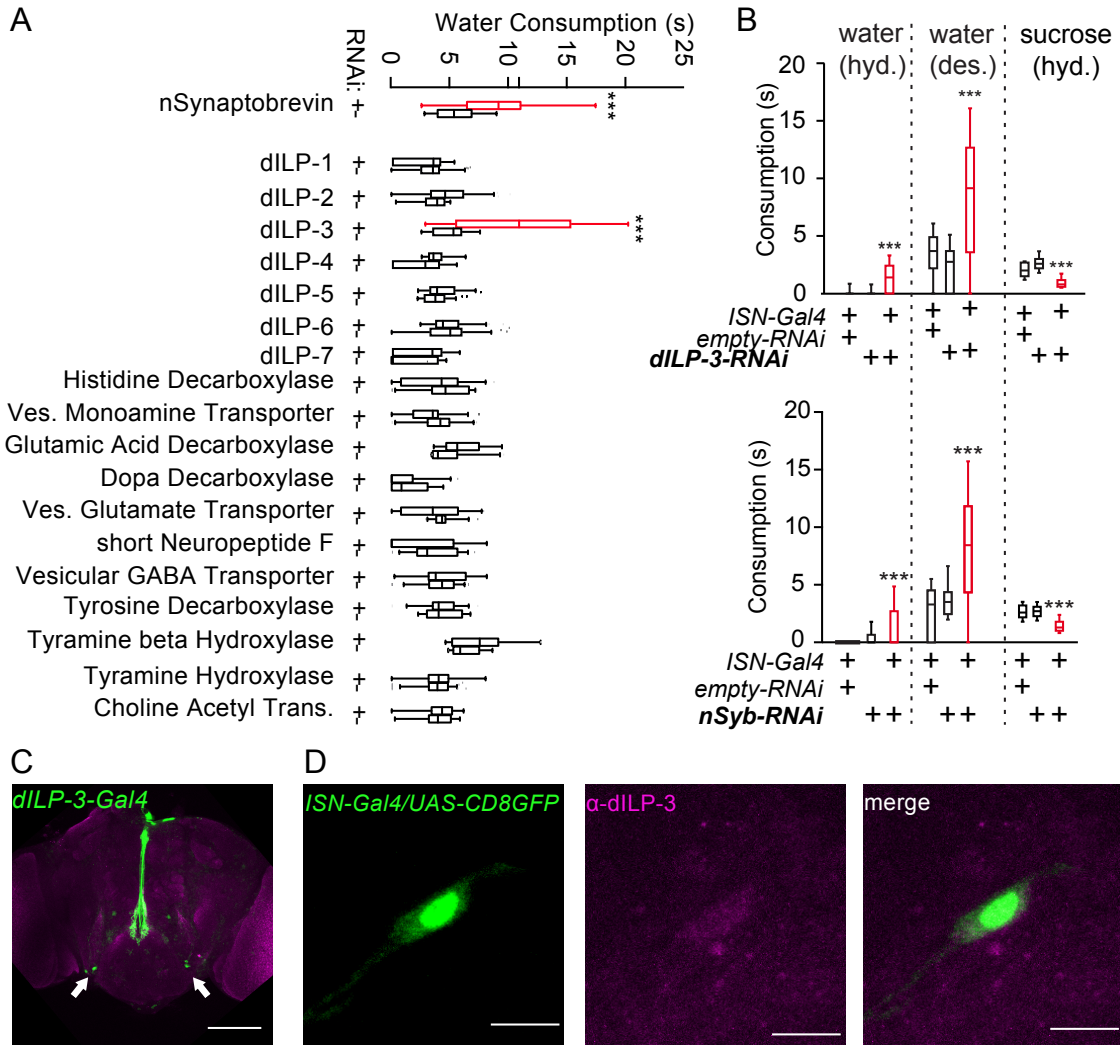 A
Water Consumption (s)
RNAi:
0 5 10 15 20 25
nSynaptobrevin + - ***
dILP-1 + -
dILP-2 + -
dILP-3 + - ***
dILP-4 + -
dILP-5 + -
dILP-6 + -
dILP-7 + -
Histidine Decarboxylase + -
Ves. Monoamine Transporter + -
Glutamic Acid Decarboxylase + -
Dopa Decarboxylase + -
Ves. Glutamate Transporter + -
short Neuropeptide F + -
Vesicular GABA Transporter + -
Tyrosine Decarboxylase + -
Tyramine beta Hydroxylase + -
Tyramine Hydroxylase + -
Choline Acetyl Trans. + -
B
water water sucrose
(hyd.) (des.) (hyd.)
Consumption (s)
20
15
10
5
0
*** *** ***
ISN-Gal4 + + + + + +
empty-RNAi + + +
dILP-3-RNAi + + + + + +
Consumption (s)
20
15
10
5
0
*** *** ***
ISN-Gal4 + + + + + +
empty-RNAi + + +
nSyb-RNAi + + + + + +
C
dILP-3-Gal4
D
ISN-Gal4/UAS-CD8GFP
α-dILP-3
merge